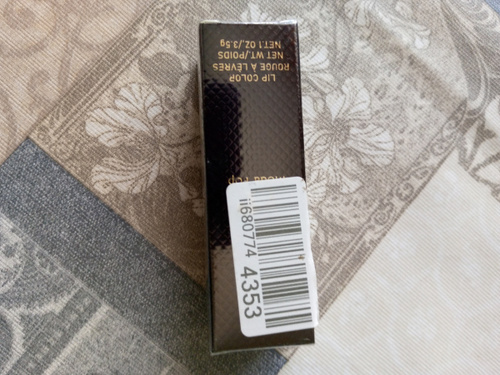 LIP COLOR
ROUGE À LÈVRES
NET WT./POIDS
NET.1 OZ./3.5g
ii680774
4353